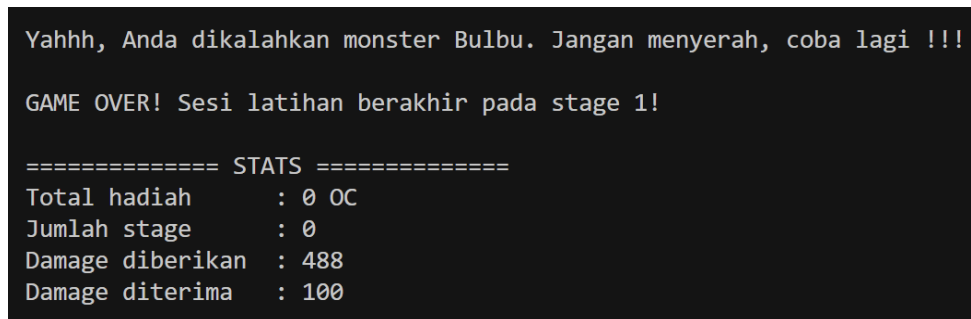 Yahhh, Anda dikalahkan monster Bulbu. Jangan menyerah, coba lagi !!!
GAME OVER! Sesi latihan berakhir pada stage 1!
============== STATS ==============
Total hadiah : 0 OC
Jumlah stage : 0
Damage diberikan : 488
Damage diterima : 100